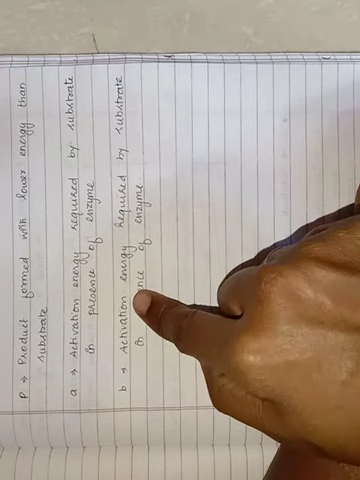 P → Product formed with lower energy than
substrate
a → Activation energy required by substrate
in presence of enzyme
b → Activation energy required by substrate
in of enzyme